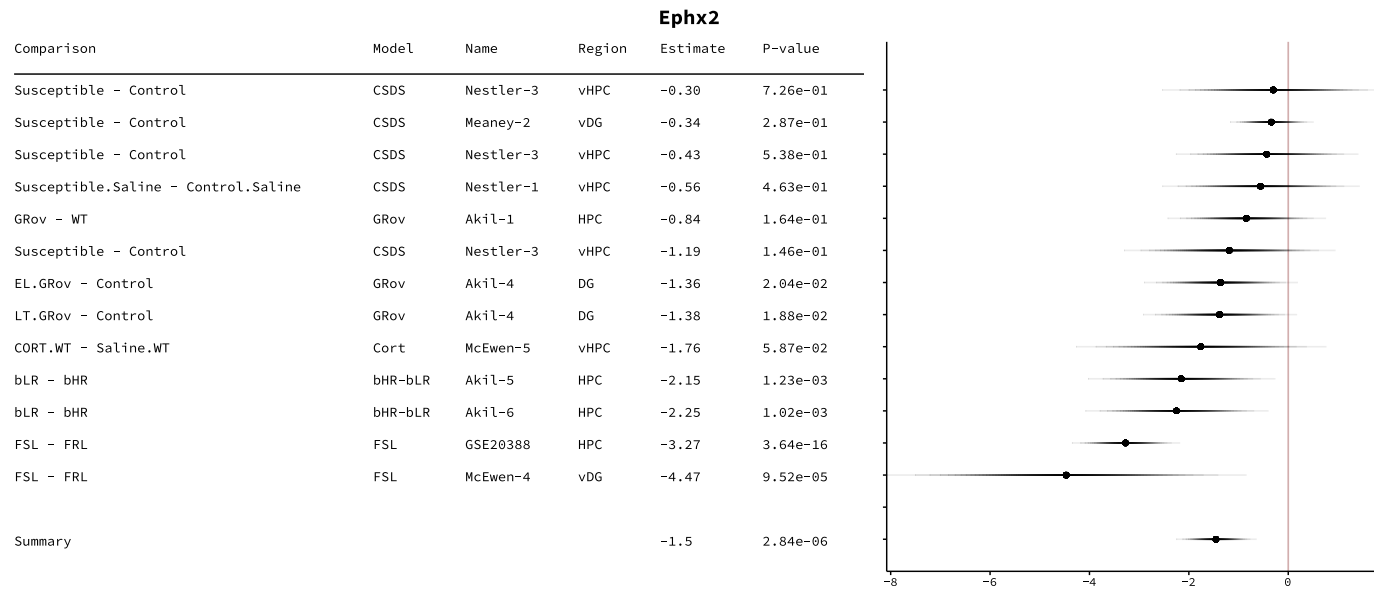 Ephx2
Comparison Model Name Region Estimate P-value
Susceptible - Control CSDS Nestler-3 vHPC -0.30 7.26e-01
Susceptible - Control CSDS Meaney-2 vDG -0.34 2.87e-01
Susceptible - Control CSDS Nestler-3 vHPC -0.43 5.38e-01
Susceptible.Saline - Control.Saline CSDS Nestler-1 vHPC -0.56 4.63e-01
GRov - WT GRov Akil-1 HPC -0.84 1.64e-01
Susceptible - Control CSDS Nestler-3 vHPC -1.19 1.46e-01
EL.GRov - Control GRov Akil-4 DG -1.36 2.04e-02
LT.GRov - Control GRov Akil-4 DG -1.38 1.88e-02
CORT.WT - Saline.WT Cort McEwen-5 vHPC -1.76 5.87e-02
bLR - bHR bHR-bLR Akil-5 HPC -2.15 1.23e-03
bLR - bHR bHR-bLR Akil-6 HPC -2.25 1.02e-03
FSL - FRL FSL GSE20388 HPC -3.27 3.64e-16
FSL - FRL FSL McEwen-4 vDG -4.47 9.52e-05
Summary -1.5 2.84e-06
-8 -6 -4 -2 0